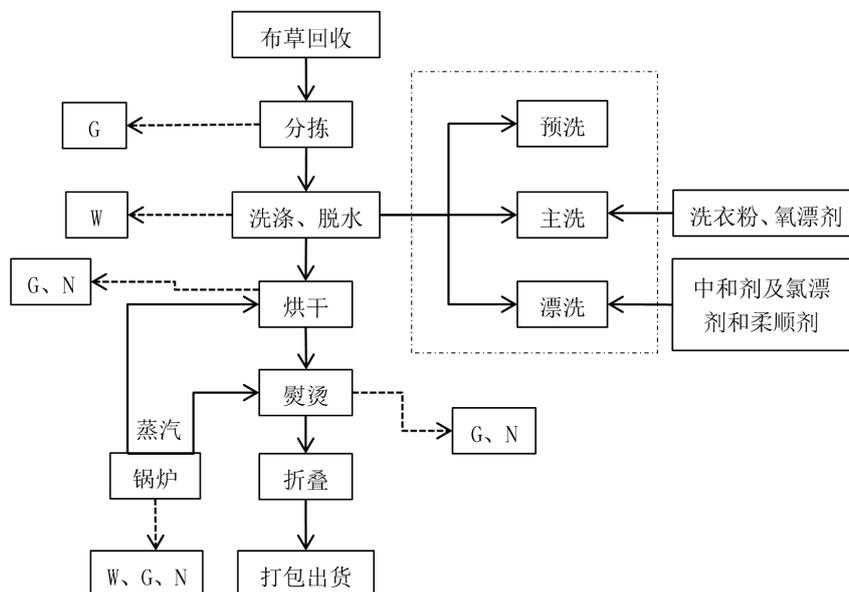 布草回收
G
分拣
预洗
W
洗涤、脱水
主洗
洗衣粉、氧漂剂
G、N
烘干
漂洗
中和剂及氯漂
剂和柔顺剂
熨烫
蒸汽
G、N
锅炉
折叠
W、G、N
打包出货